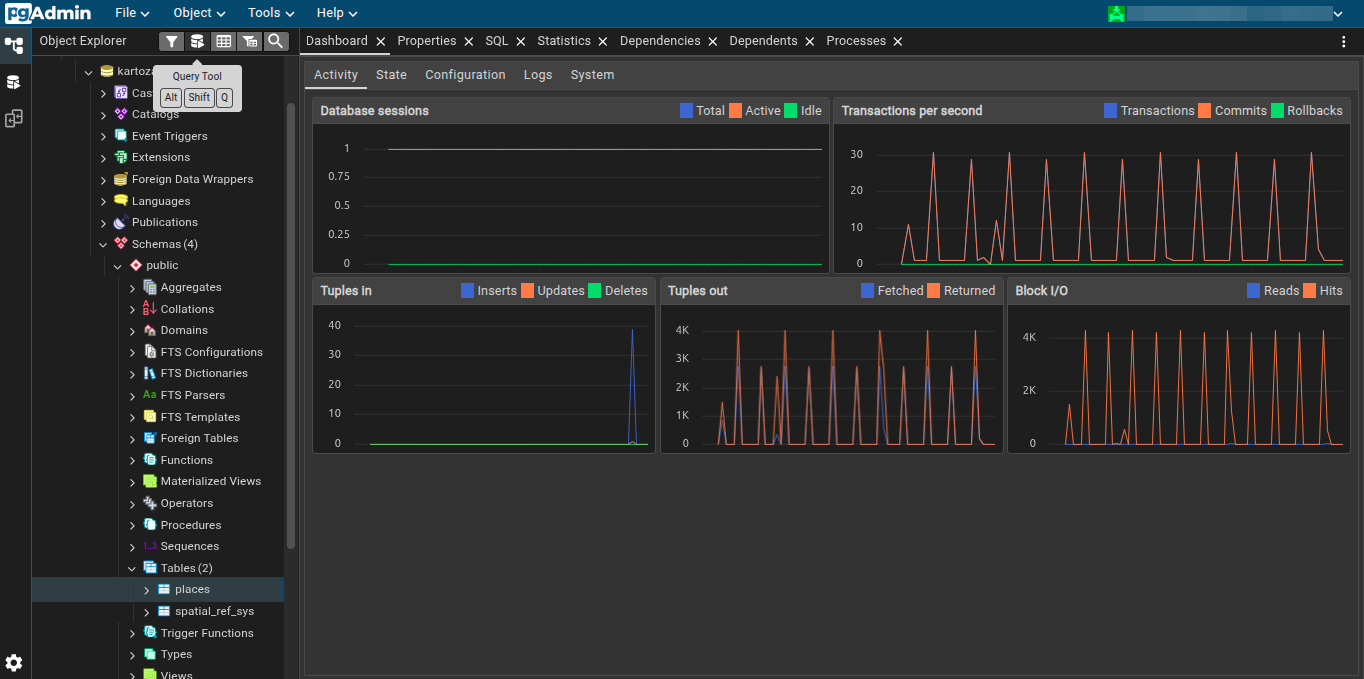 pgAdmin File Object Tools Help
Object Explorer
Dashboard Properties SQL Statistics Dependencies Dependents Processes
Query Tool
Alt Shift Q
Catalogs
Event Triggers
Extensions
Foreign Data Wrappers
Languages
Publications
Schemas (4)
public
Aggregates
Collations
Domains
FTS Configurations
FTS Dictionaries
Aa FTS Parsers
FTS Templates
Foreign Tables
Functions
Materialized Views
Operators
Procedures
1..3 Sequences
Tables (2)
places
spatial_ref_sys
Trigger Functions
Types
Views
Activity State Configuration Logs System
Database sessions Total Active Idle
1
0.75
0.5
0.25
0
Transactions per second Transactions Commits Rollbacks
30
20
10
0
Tuples in Inserts Updates Deletes
40
30
20
10
0
Tuples out Fetched Returned
4K
3K
2K
1K
0
Block I/O Reads Hits
4K
2K
0